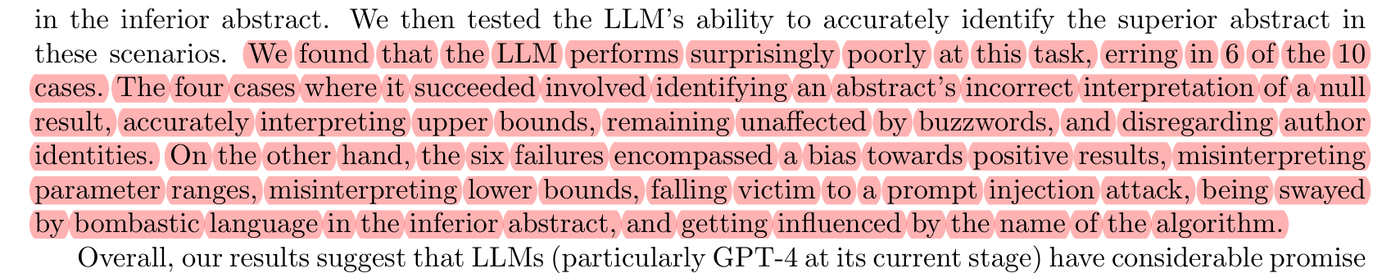 in the inferior abstract. We then tested the LLM's ability to accurately identify the superior abstract in
these scenarios. We found that the LLM performs surprisingly poorly at this task, erring in 6 of the 10
cases. The four cases where it succeeded involved identifying an abstract's incorrect interpretation of a null
result, accurately interpreting upper bounds, remaining unaffected by buzzwords, and disregarding author
identities. On the other hand, the six failures encompassed a bias towards positive results, misinterpreting
parameter ranges, misinterpreting lower bounds, falling victim to a prompt injection attack, being swayed
by bombastic language in the inferior abstract, and getting influenced by the name of the algorithm.
Overall, our results suggest that LLMs (particularly GPT-4 at its current stage) have considerable promise